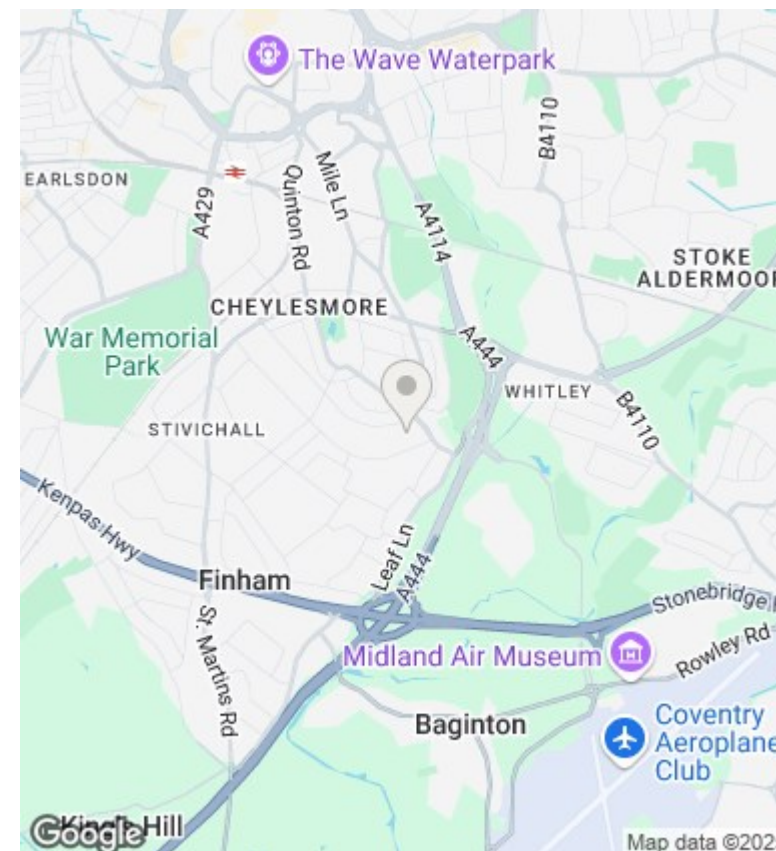 The Wave Waterpark
B4110
EARLSDON
Mile Ln
Quinton Rd
A429
A4114
STOKE
ALDERMOOR
CHEYLESMORE
War Memorial
Park
A444
WHITLEY
B4110
STIVICHALL
Kenpas Hwy
Leaf Ln
A444
Finham
Stonebridge
St. Martins Rd
Midland Air Museum
Rowley Rd
Baginton
Coventry
Aeroplane
Club
King's Hill
Google
Map data ©202